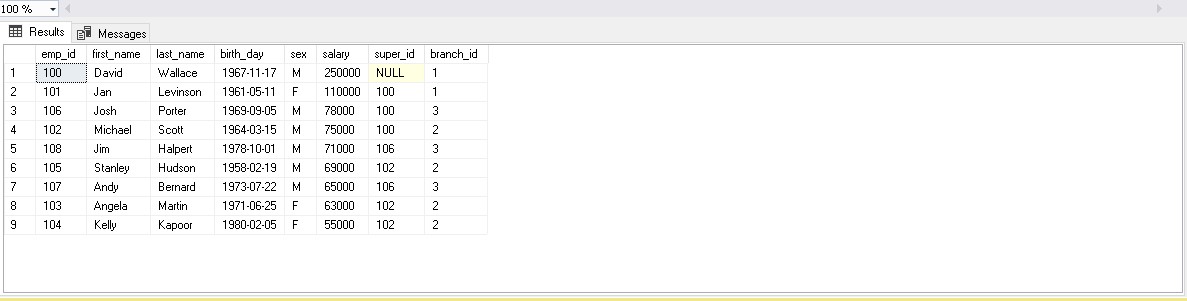 100 %
Results Messages
emp_id first_name last_name birth_day sex salary super_id branch_id
1 100 David Wallace 1967-11-17 M 250000 NULL 1
2 101 Jan Levinson 1961-05-11 F 110000 100 1
3 106 Josh Porter 1969-09-05 M 78000 100 3
4 102 Michael Scott 1964-03-15 M 75000 100 2
5 108 Jim Halpert 1978-10-01 M 71000 106 3
6 105 Stanley Hudson 1958-02-19 M 69000 102 2
7 107 Andy Bernard 1973-07-22 M 65000 106 3
8 103 Angela Martin 1971-06-25 F 63000 102 2
9 104 Kelly Kapoor 1980-02-05 F 55000 102 2